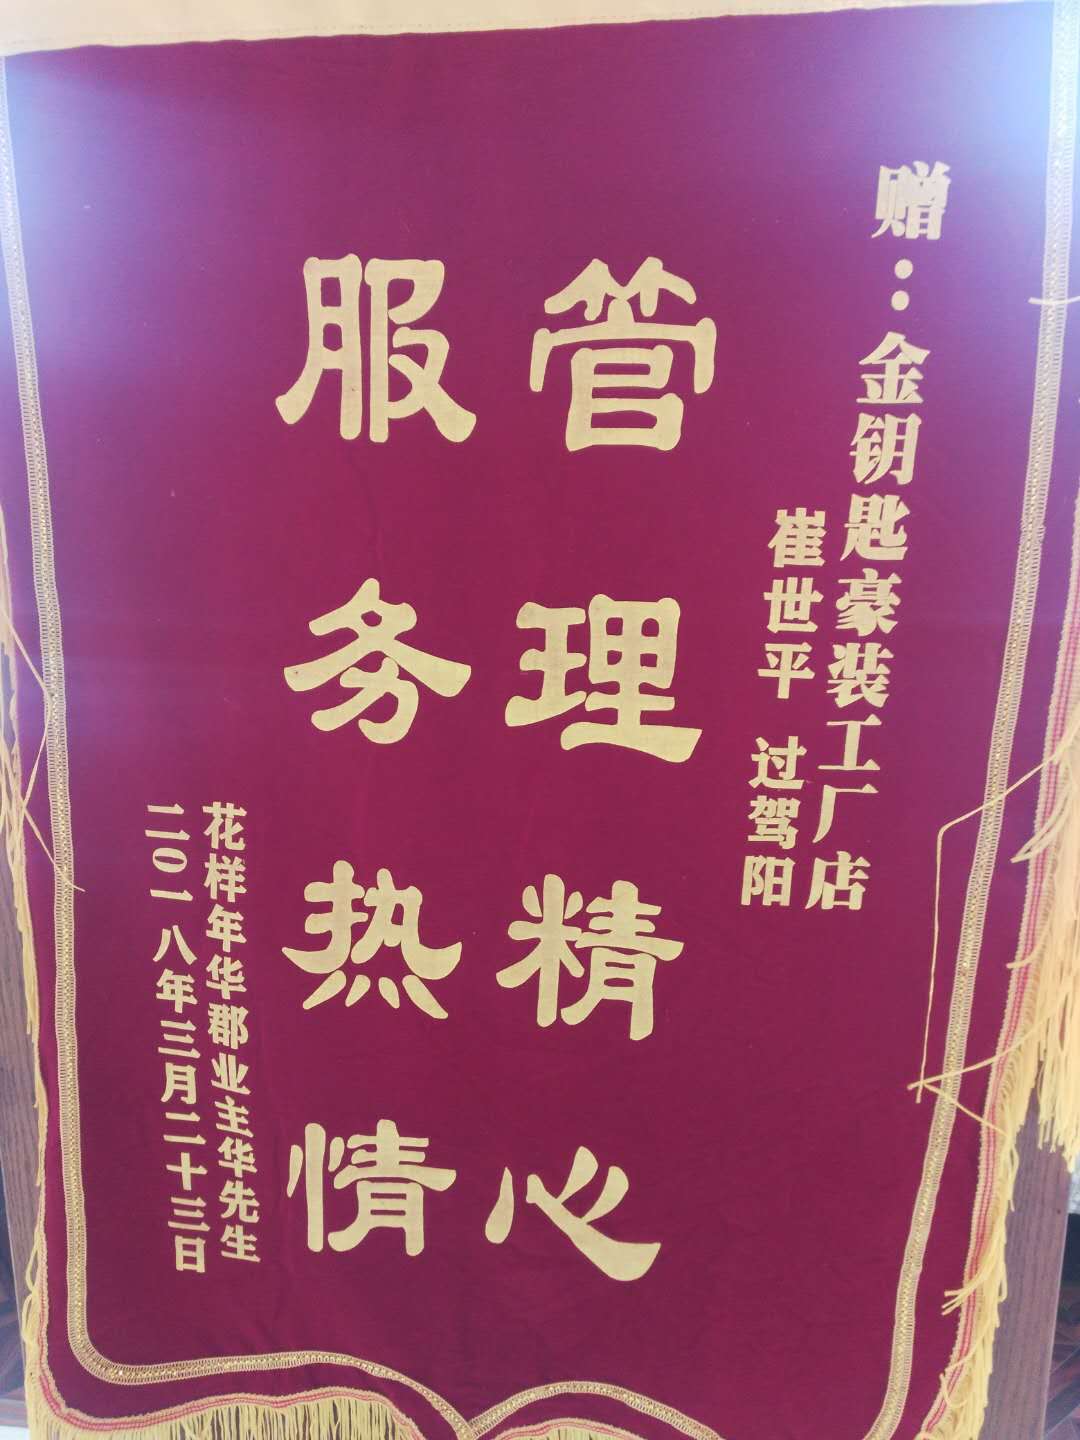 赠：金钥匙豪装工厂店
崔世平 过驾阳
管理精心
服务热情
花样年华郡业主华先生
二〇一八年三月二十三日